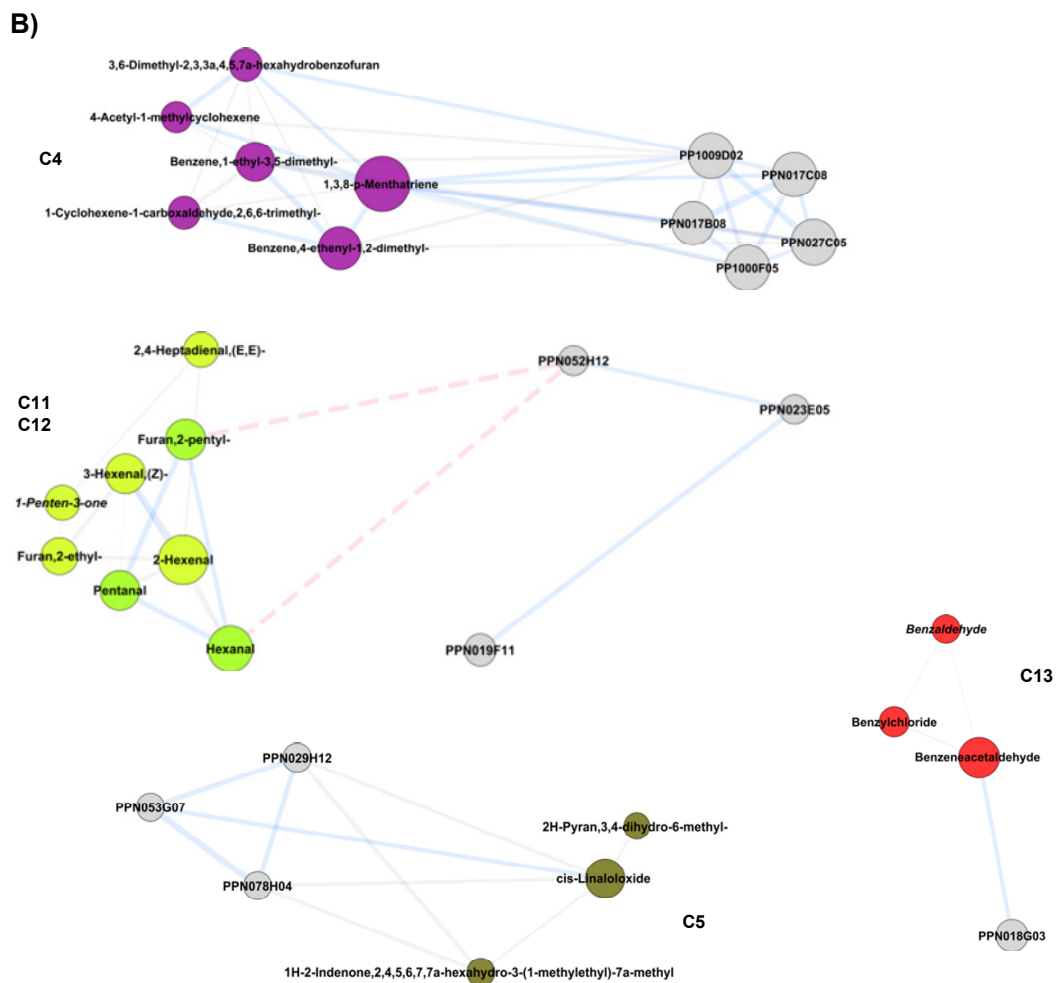 B)
3,6-Dimethyl-2,3,3a,4,5,7a-hexahydrobenzofuran
4-Acetyl-1-methylcyclohexene
C4
Benzene,1-ethyl-3,5-dimethyl-
1,3,8-p-Menthatriene
1-Cyclohexene-1-carboxaldehyde,2,6,6-trimethyl-
Benzene,4-ethenyl-1,2-dimethyl-
PP1009D02
PPN017C08
PPN017B08
PPN027C05
PP1000F05
2,4-Heptadienal,(E,E)-
C11
C12
Furan,2-pentyl-
3-Hexenal,(Z)-
1-Penten-3-one
Furan,2-ethyl-
2-Hexenal
Pentanal
Hexanal
PPN052H12
PPN023E05
PPN019F11
Benzaldehyde
C13
Benzylchloride
Benzeneacetaldehyde
PPN018G03
PPN029H12
PPN053G07
PPN078H04
2H-Pyran,3,4-dihydro-6-methyl-
cis-Linaloloxide
C5
1H-2-Indenone,2,4,5,6,7,7a-hexahydro-3-(1-methylethyl)-7a-methyl